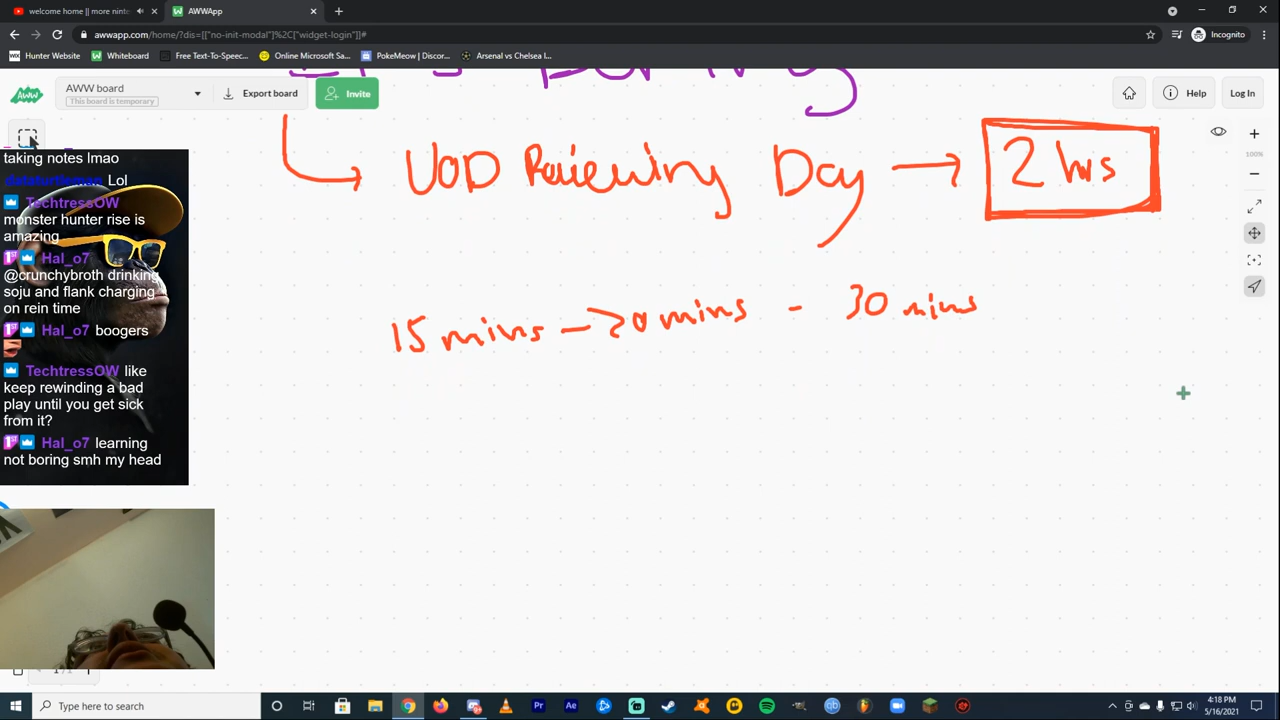 welcome home || more ninte
AWWApp
awwapp.com/home/?dis=[["no-init-modal"}%2C["widget-login"]]#
Incognito
Hunter Website
Whiteboard
Free Text-To-Speec...
Online Microsoft Sa...
PokeMeow | Discor...
Arsenal vs Chelsea l...
AWW board
This board is temporary
Export board
Invite
Help
Log In
100%
VOD Reviewing Day → 2 hrs
15 mins - 20 mins - 30 mins
taking notes lmao
Lol
TechtressOW
monster hunter rise is
amazing
Hal_o7
@crunchybroth drinking
soju and flank charging
on rein time
Hal_o7 boogers
TechtressOW like
keep rewinding a bad
play until you get sick
from it?
Hal_o7 learning
not boring smh my head
Type here to search
4:18 PM
5/16/2021